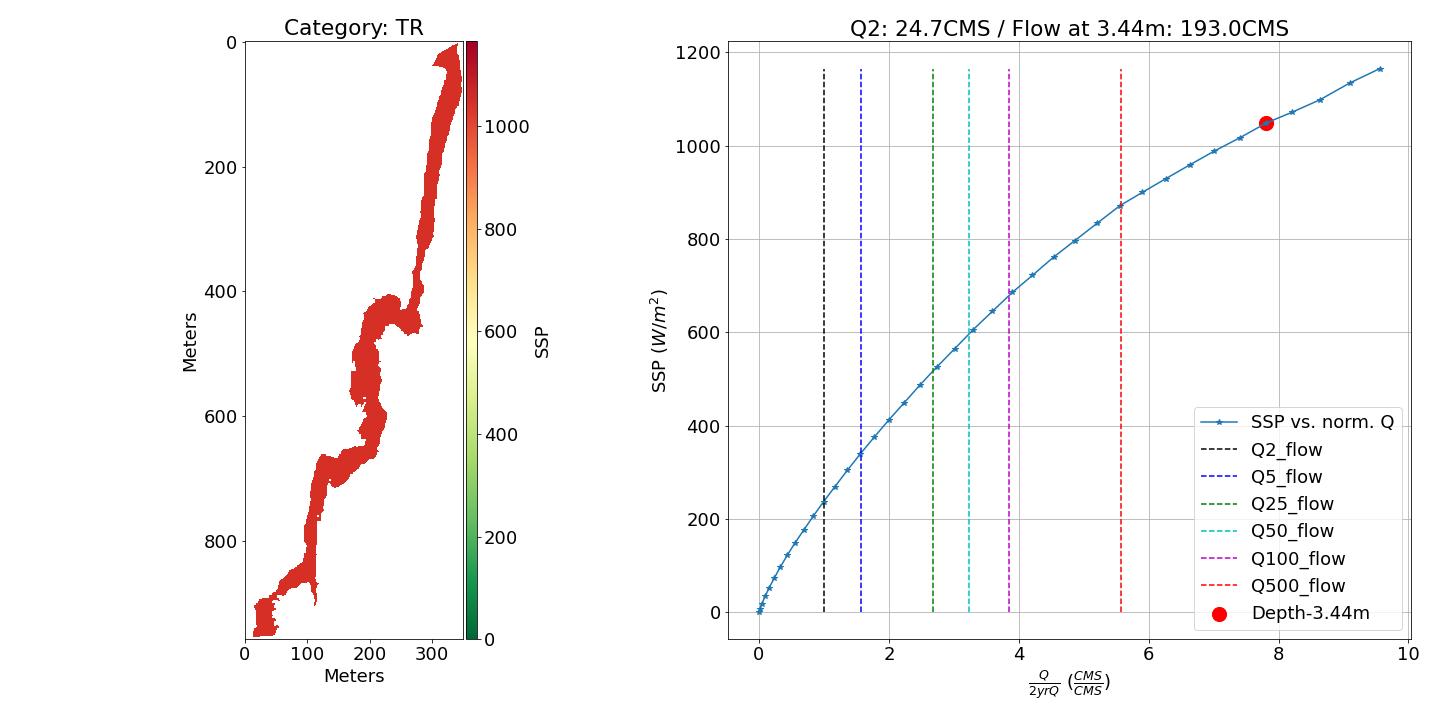 Category: TR
0
200
400
600
800
Meters
0
100
200
300
Meters
1000
800
600
400
200
0
SSP
Q2: 24.7CMS / Flow at 3.44m: 193.0CMS
1200
1000
800
600
400
200
0
SSP (W/m²)
0
2
4
6
8
10
Q/2yrQ (CMS/CMS)
SSP vs. norm. Q
Q2_flow
Q5_flow
Q25_flow
Q50_flow
Q100_flow
Q500_flow
Depth-3.44m